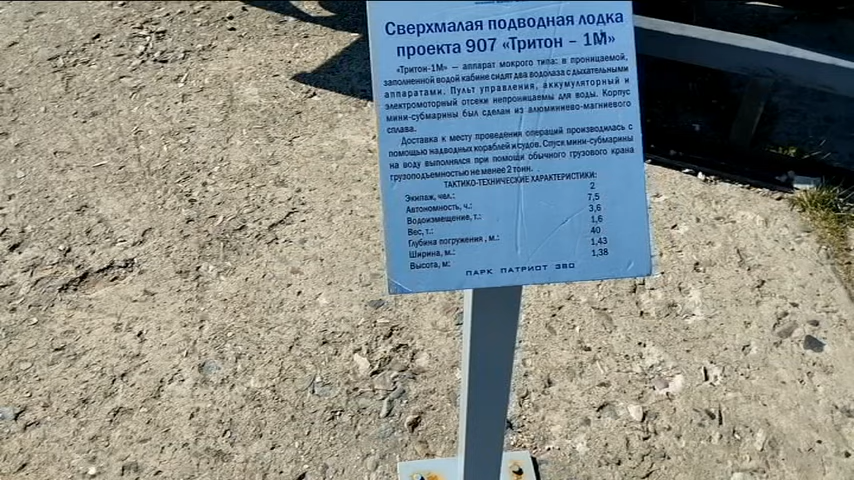 Сверхмалая подводная лодка
проекта 907 «Тритон – 1М»
«Тритон-1М» — аппарат мокрого типа: в проницаемой,
заполненной водой кабине сидят два водолаза с дыхательными
аппаратами. Пульт управления, аккумуляторный и
электромоторный отсеки непроницаемы для воды. Корпус
мини-субмарины был сделан из алюминиево-магниевого
сплава.
Доставка к месту проведения операций производилась с
помощью надводных кораблей и судов. Спуск мини-субмарины
на воду выполнялся при помощи обычного грузового крана
грузоподъемностью не менее 2 тонн.
ТАКТИКО-ТЕХНИЧЕСКИЕ ХАРАКТЕРИСТИКИ:
Экипаж, чел.: 2
Автономность, ч.: 7,5
Водоизмещение, т.: 3,6
Вес, т.: 1,6
Глубина погружения, м.: 40
Ширина, м.: 1,43
Высота, м.: 1,38
ПАРК ПАТРИОТ